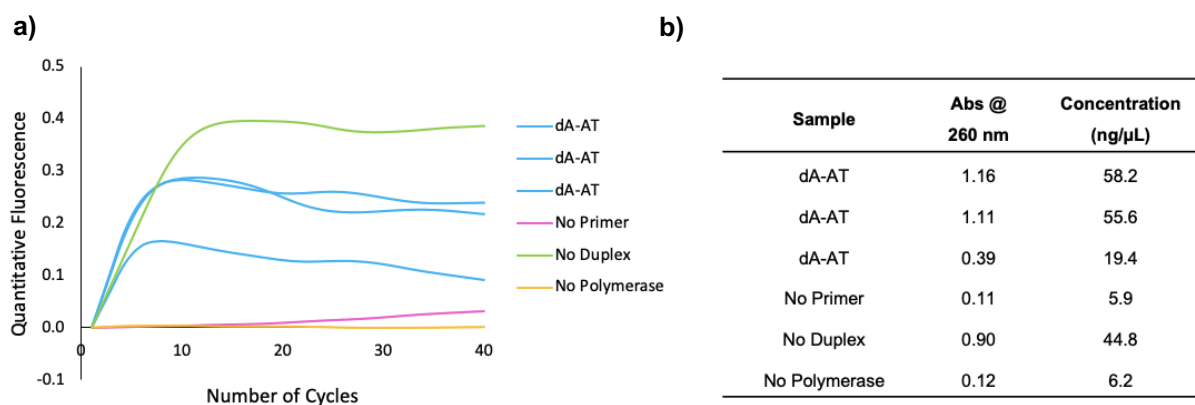 a)
0.5
0.4
0.3
0.2
0.1
0.0
-0.1
0
10
20
30
40
Quantitative Fluorescence
Number of Cycles
dA-AT
dA-AT
dA-AT
No Primer
No Duplex
No Polymerase
b)
Sample Abs @ 260 nm Concentration (ng/µL)
dA-AT 1.16 58.2
dA-AT 1.11 55.6
dA-AT 0.39 19.4
No Primer 0.11 5.9
No Duplex 0.90 44.8
No Polymerase 0.12 6.2